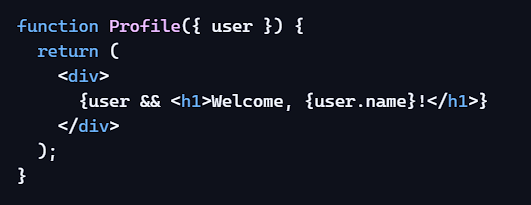 function Profile({ user }) {
  return (
    <div>
      {user && <h1>Welcome, {user.name}!</h1>}
    </div>
  );
}